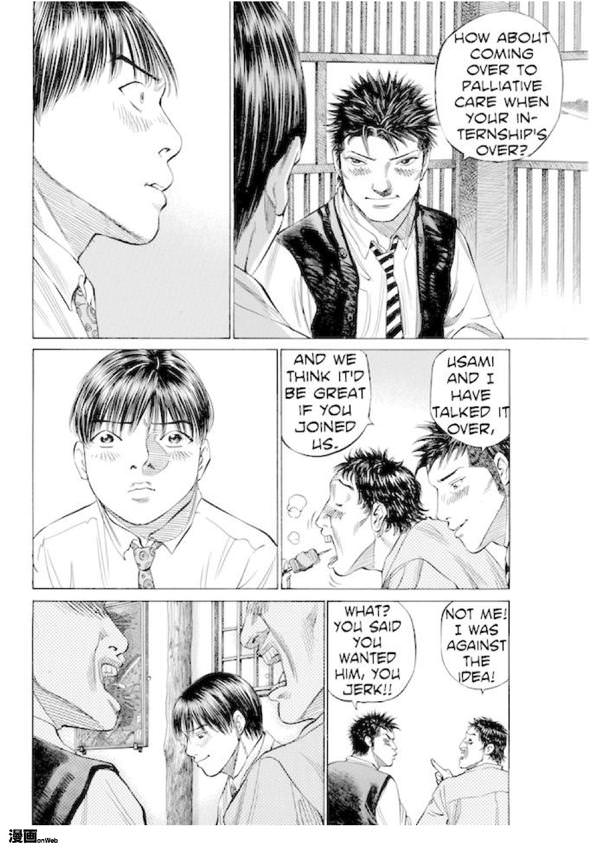 HOW ABOUT
COMING
OVER TO
PALLIATIVE
CARE WHEN
YOUR IN-
TERNSHIP'S
OVER?
USAMI
AND I
HAVE
TALKED IT
OVER,
AND WE
THINK IT'D
BE GREAT
IF YOU
JOINED
US.
NOT ME!
I WAS
AGAINST
THE
IDEA!
WHAT?
YOU SAID
YOU
WANTED
HIM, YOU
JERK!!
漫画onWeb